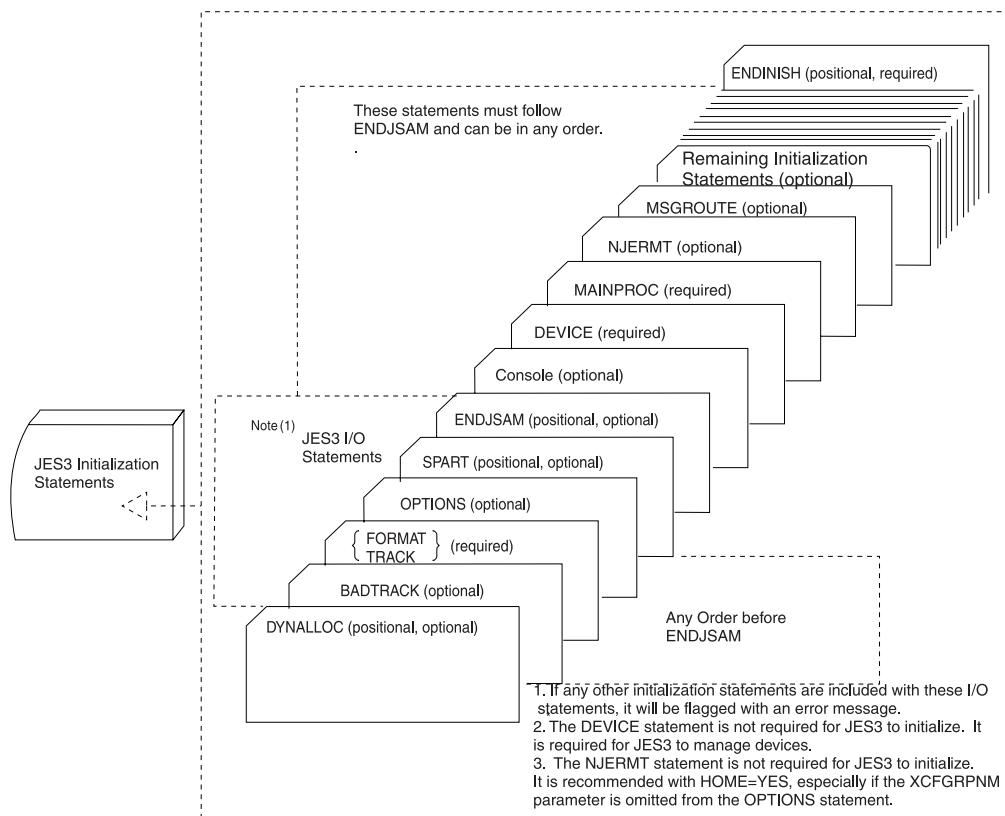 ENDINISH (positional, required)
These statements must follow
ENDJSAM and can be in any order.
.
Remaining Initialization
Statements (optional)
MSGROUTE (optional)
NJERMT (optional)
MAINPROC (required)
DEVICE (required)
Console (optional)
Note (1)
JES3 I/O
Statements
ENDJSAM (positional, optional)
SPART (positional, optional)
OPTIONS (optional)
{ FORMAT
TRACK } (required)
BADTRACK (optional)
DYNALLOC (positional, optional)
JES3 Initialization
Statements
Any Order before
ENDJSAM
1. If any other initialization statements are included with these I/O
statements, it will be flagged with an error message.
2. The DEVICE statement is not required for JES3 to initialize. It
is required for JES3 to manage devices.
3. The NJERMT statement is not required for JES3 to initialize.
It is recommended with HOME=YES, especially if the XCFGRPNM
parameter is omitted from the OPTIONS statement.